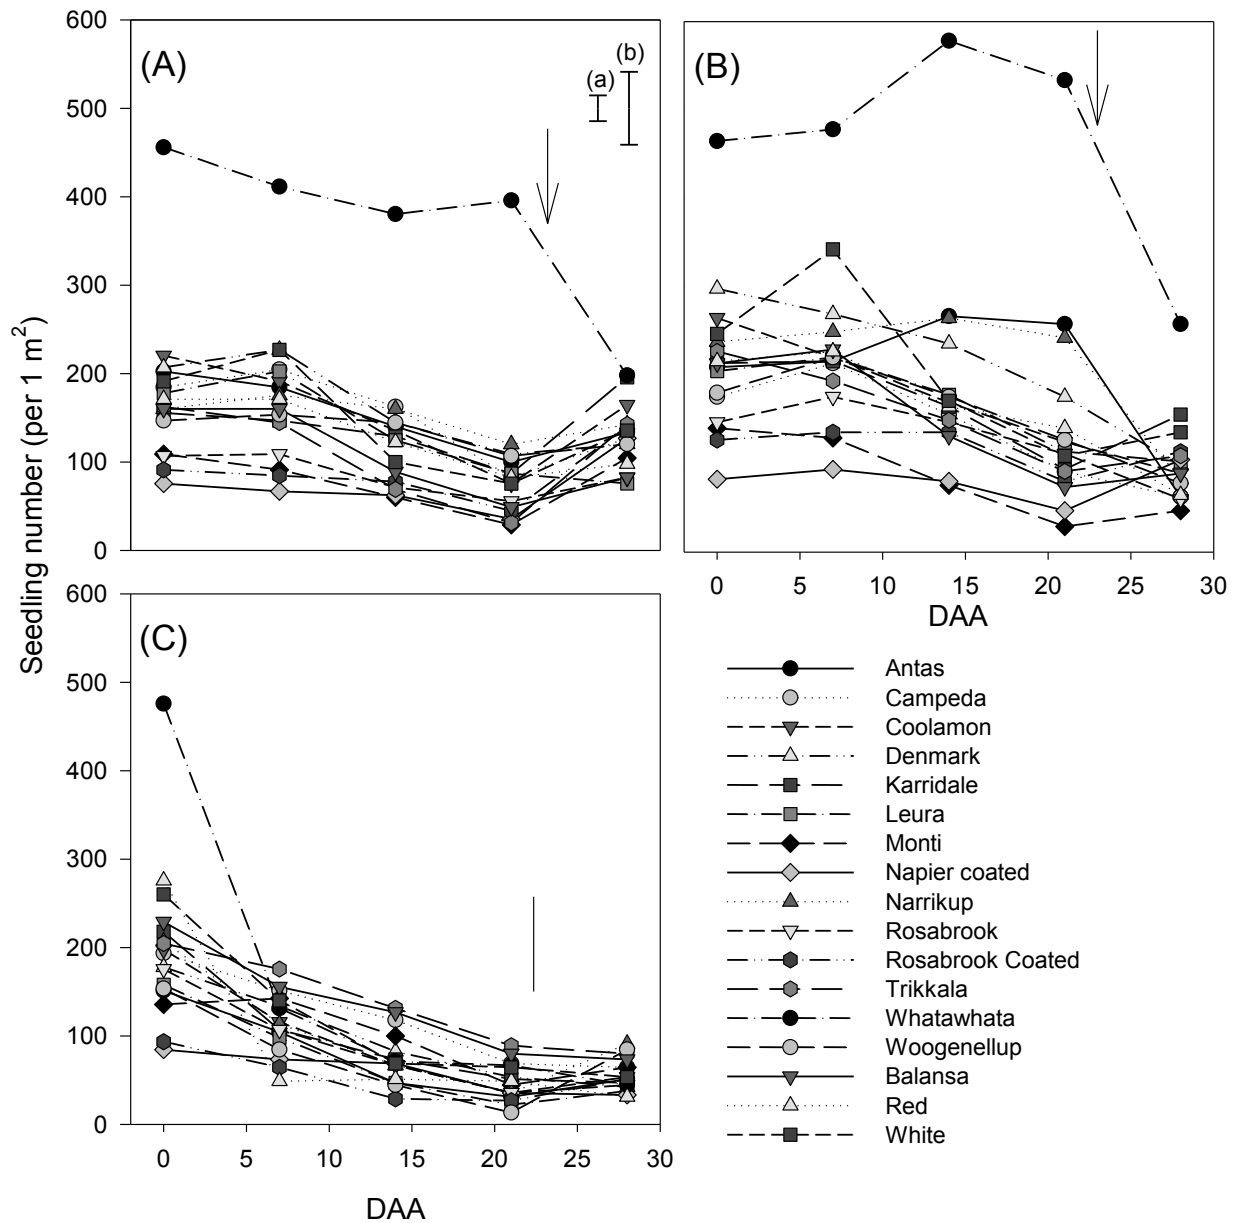 600
500
400
300
200
100
0
(A)
(a)
(b)
(B)
0 5 10 15 20 25 30
DAA
Seedling number (per 1 m²)
600
500
400
300
200
100
0
(C)
0 5 10 15 20 25 30
DAA
Antas
Campeda
Coolamon
Denmark
Karridale
Leura
Monti
Napier coated
Narrikup
Rosabrook
Rosabrook Coated
Trikkala
Whatawhata
Woogenellup
Balansa
Red
White